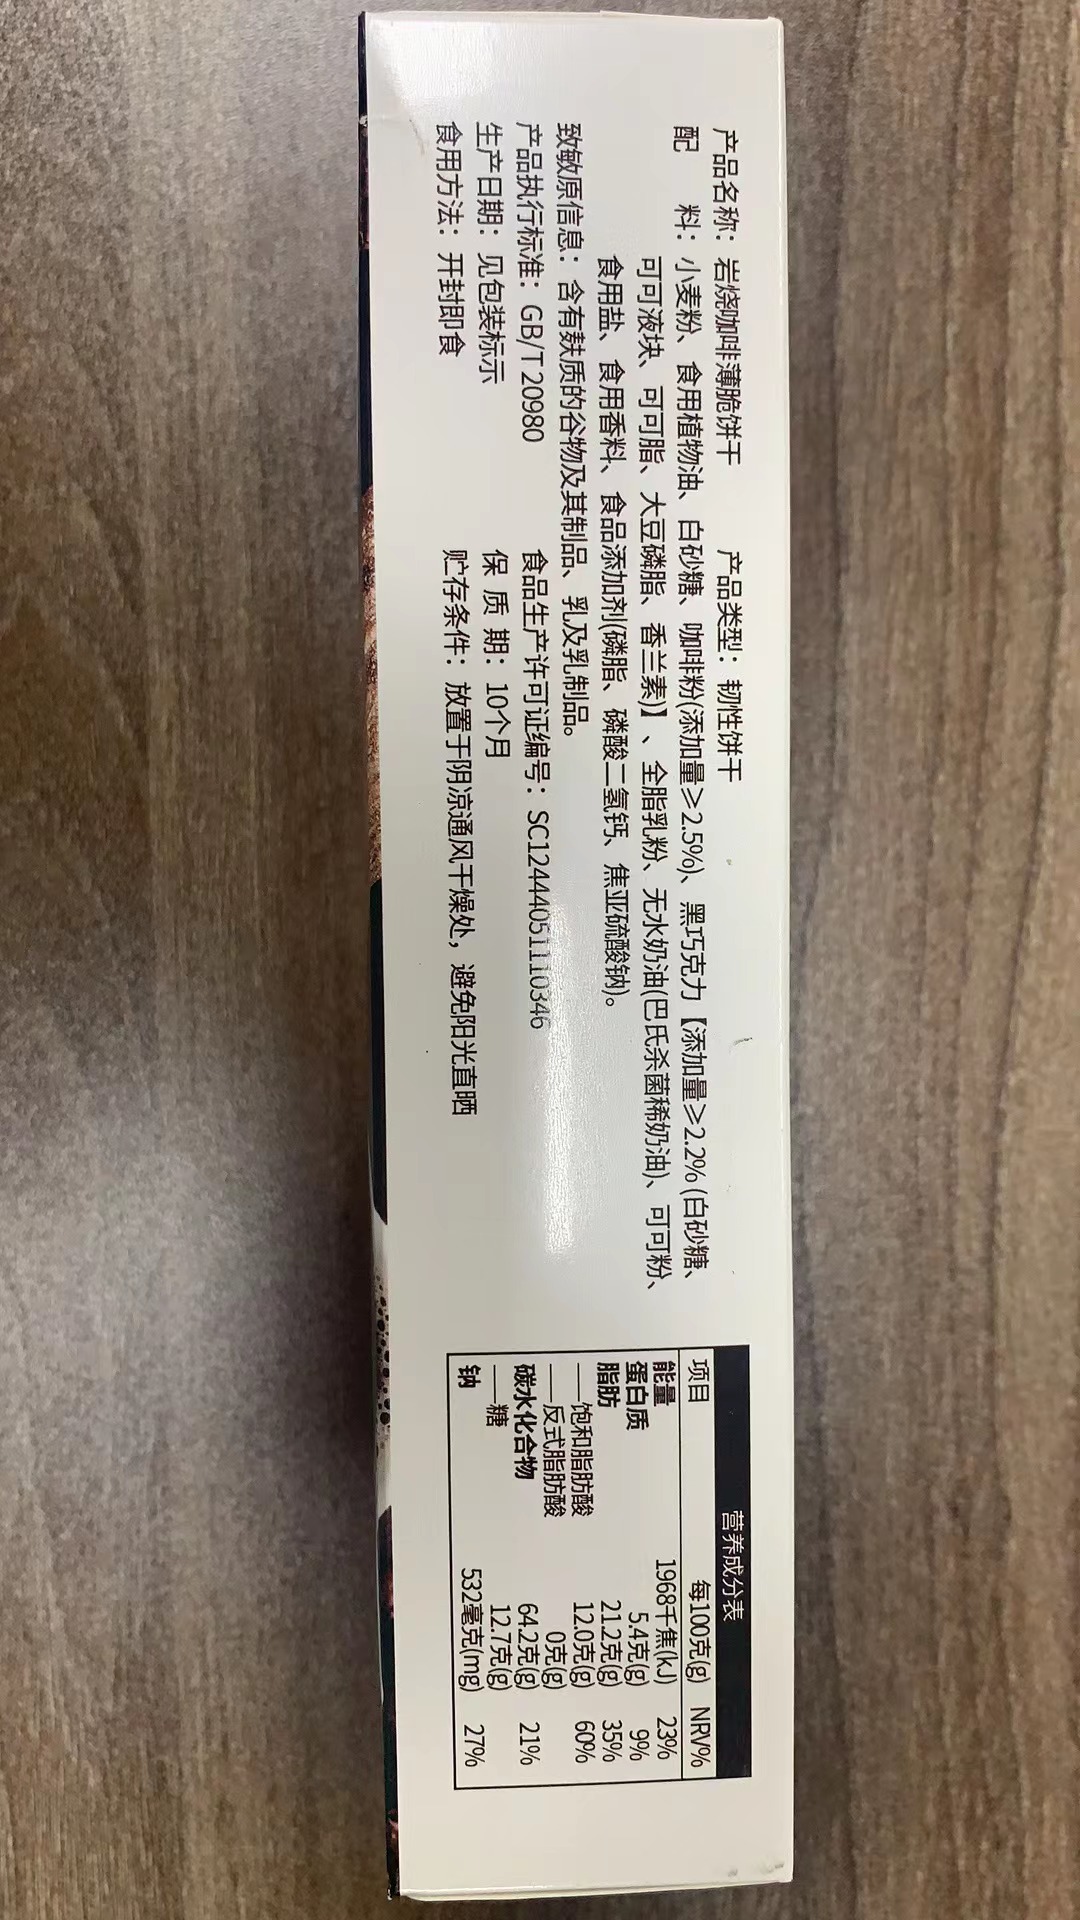 产品名称：岩烧咖啡薄脆饼干 产品类型：韧性饼干
配 料：小麦粉、食用植物油、白砂糖、咖啡粉(添加量≥2.5%)、黑巧克力【添加量≥2.2%(白砂糖、
可可液块、可可脂、大豆磷脂、香兰素)】、全脂乳粉、无水奶油(巴氏杀菌稀奶油)、可可粉、
食用盐、食用香料、食品添加剂(磷脂、磷酸二氢钙、焦亚硫酸钠)。
致敏原信息：含有麸质的谷物及其制品、乳及乳制品。
产品执行标准：GB/T 20980 食品生产许可证编号：SC12444051110346
生产日期：见包装标示 保 质 期：10个月
食用方法：开封即食 贮存条件：放置于阴凉通风干燥处，避免阳光直晒
营养成分表
项目 每100克(g) NRV%
能量 1968千焦(kJ) 23%
蛋白质 5.4克(g) 9%
脂肪 21.2克(g) 35%
——饱和脂肪酸 12.0克(g) 60%
——反式脂肪酸 0克(g)
碳水化合物 64.2克(g) 21%
——糖 12.7克(g)
钠 532毫克(mg) 27%